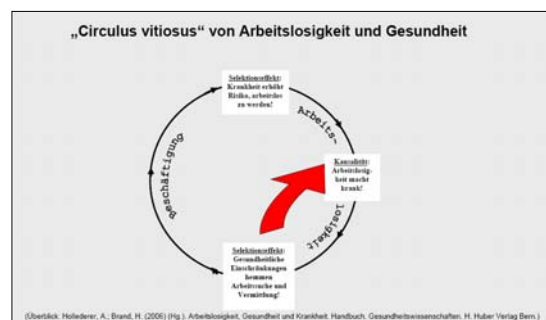 „Circulus vitiosus“ von Arbeitslosigkeit und Gesundheit
Selektionseffekt:
Krankheit erhöht
Risiko, arbeitslos
zu werden!
Arbeits-
Kausalität:
Arbeitslosig-
keit macht
krank!
losigkeit
Selektionseffekt:
Gesundheitliche
Einschränkungen
hemmen
Arbeitssuche und
Vermittlung!
Beschäftigung
(Überblick: Hollederer, A.; Brand, H. (2006) (Hg.). Arbeitslosigkeit, Gesundheit und Krankheit. Handbuch. Gesundheitswissenschaften. H. Huber Verlag Bern.)